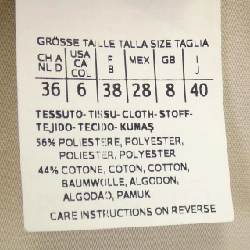 GRÖSSE TAILLE TALLA SIZE TAGLIA
CH A NL D
USA CA CO
F B
MEX
GB
I J
36 6 38 28 8 40
TESSUTO-TISSU-CLOTH-STOFF-
TEJIDO-TECIDO-KUMAŞ
56% POLIESTERE, POLYESTER,
POLIESTER, POLYESTER
44% COTONE, COTON, COTTON,
BAUMWOLLE, ALGODON,
ALGODÃO, PAMUK
CARE INSTRUCTIONS ON REVERSE